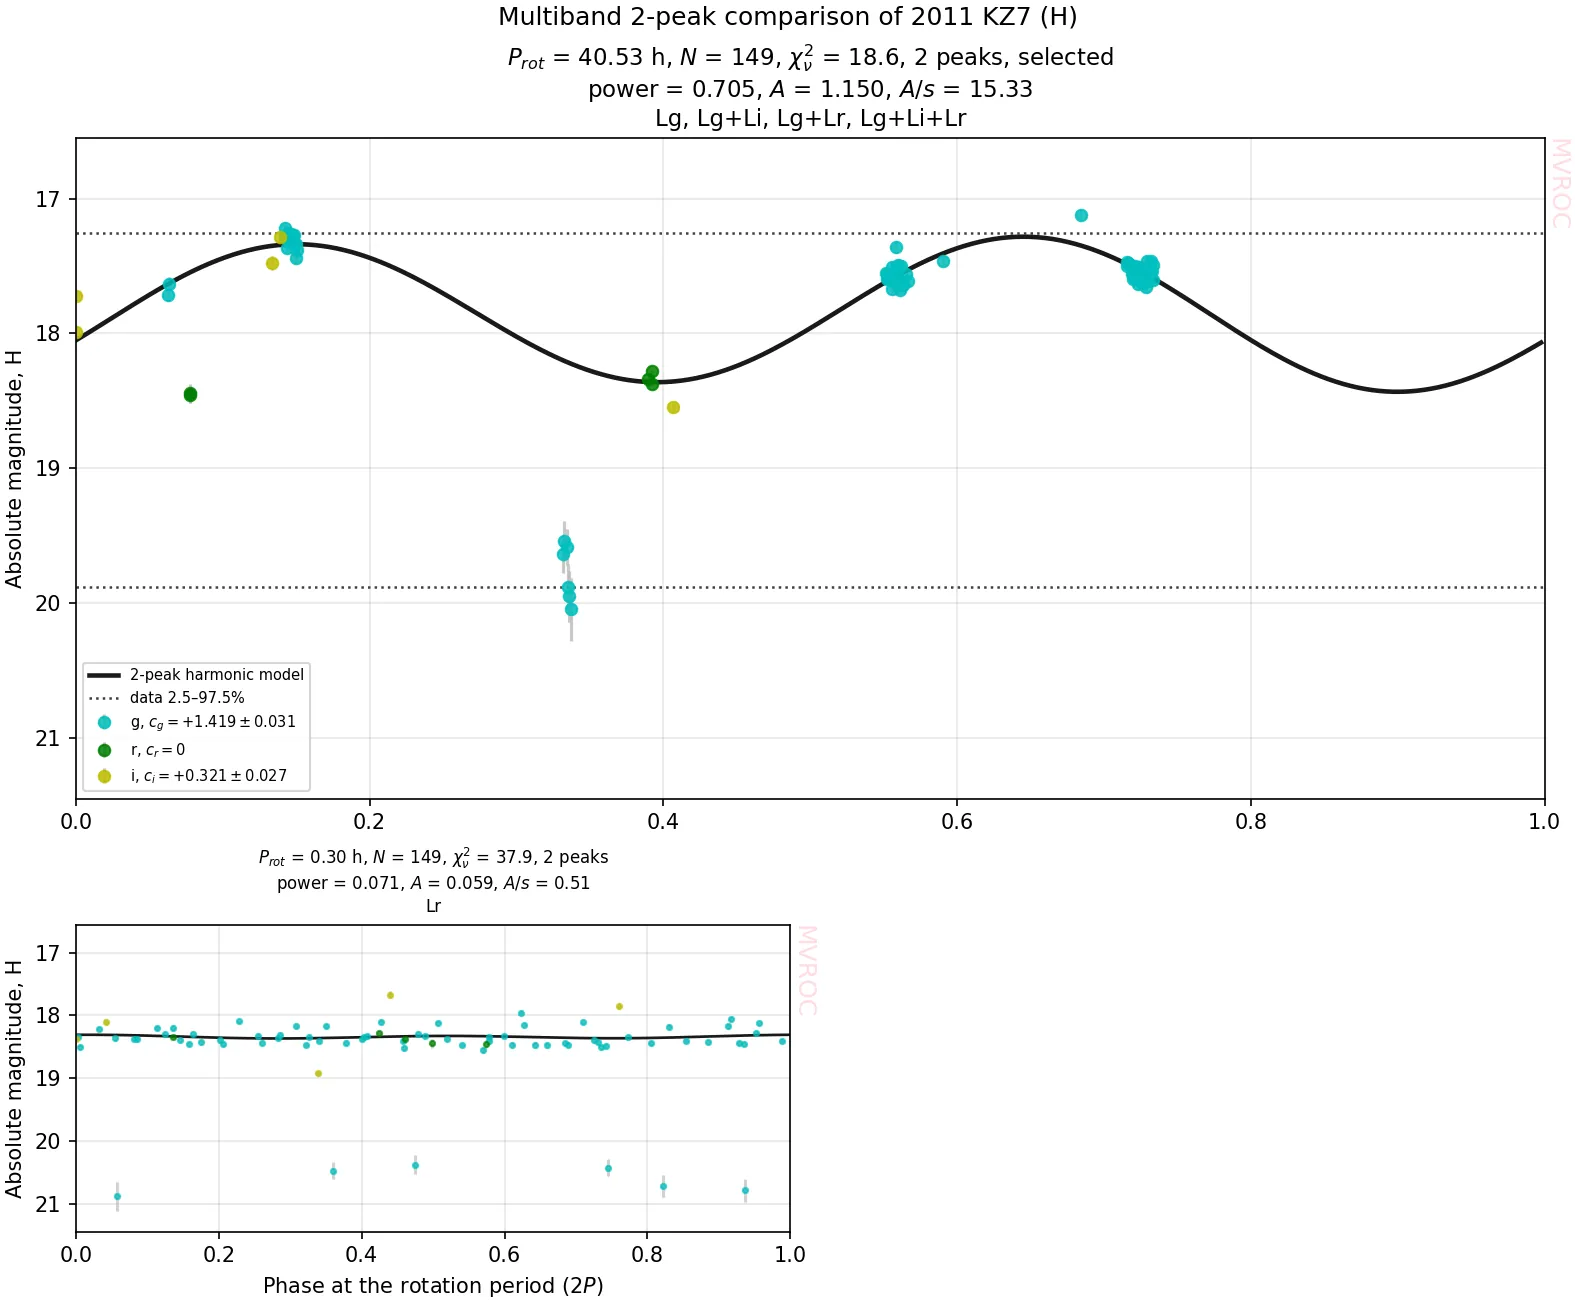 Multiband 2-peak comparison of 2011 KZ7 (H)
P_rot = 40.53 h, N = 149, χ²_ν = 18.6, 2 peaks, selected
power = 0.705, A = 1.150, A/s = 15.33
Lg, Lg+Li, Lg+Lr, Lg+Li+Lr
MVROC
Absolute magnitude, H
17
18
19
20
21
2-peak harmonic model
data 2.5–97.5%
g, c_g = +1.419 ± 0.031
r, c_r = 0
i, c_i = +0.321 ± 0.027
0.0 0.2 0.4 0.6 0.8 1.0
P_rot = 0.30 h, N = 149, χ²_ν = 37.9, 2 peaks
power = 0.071, A = 0.059, A/s = 0.51
Lr
MVROC
Absolute magnitude, H
17
18
19
20
21
0.0 0.2 0.4 0.6 0.8 1.0
Phase at the rotation period (2P)